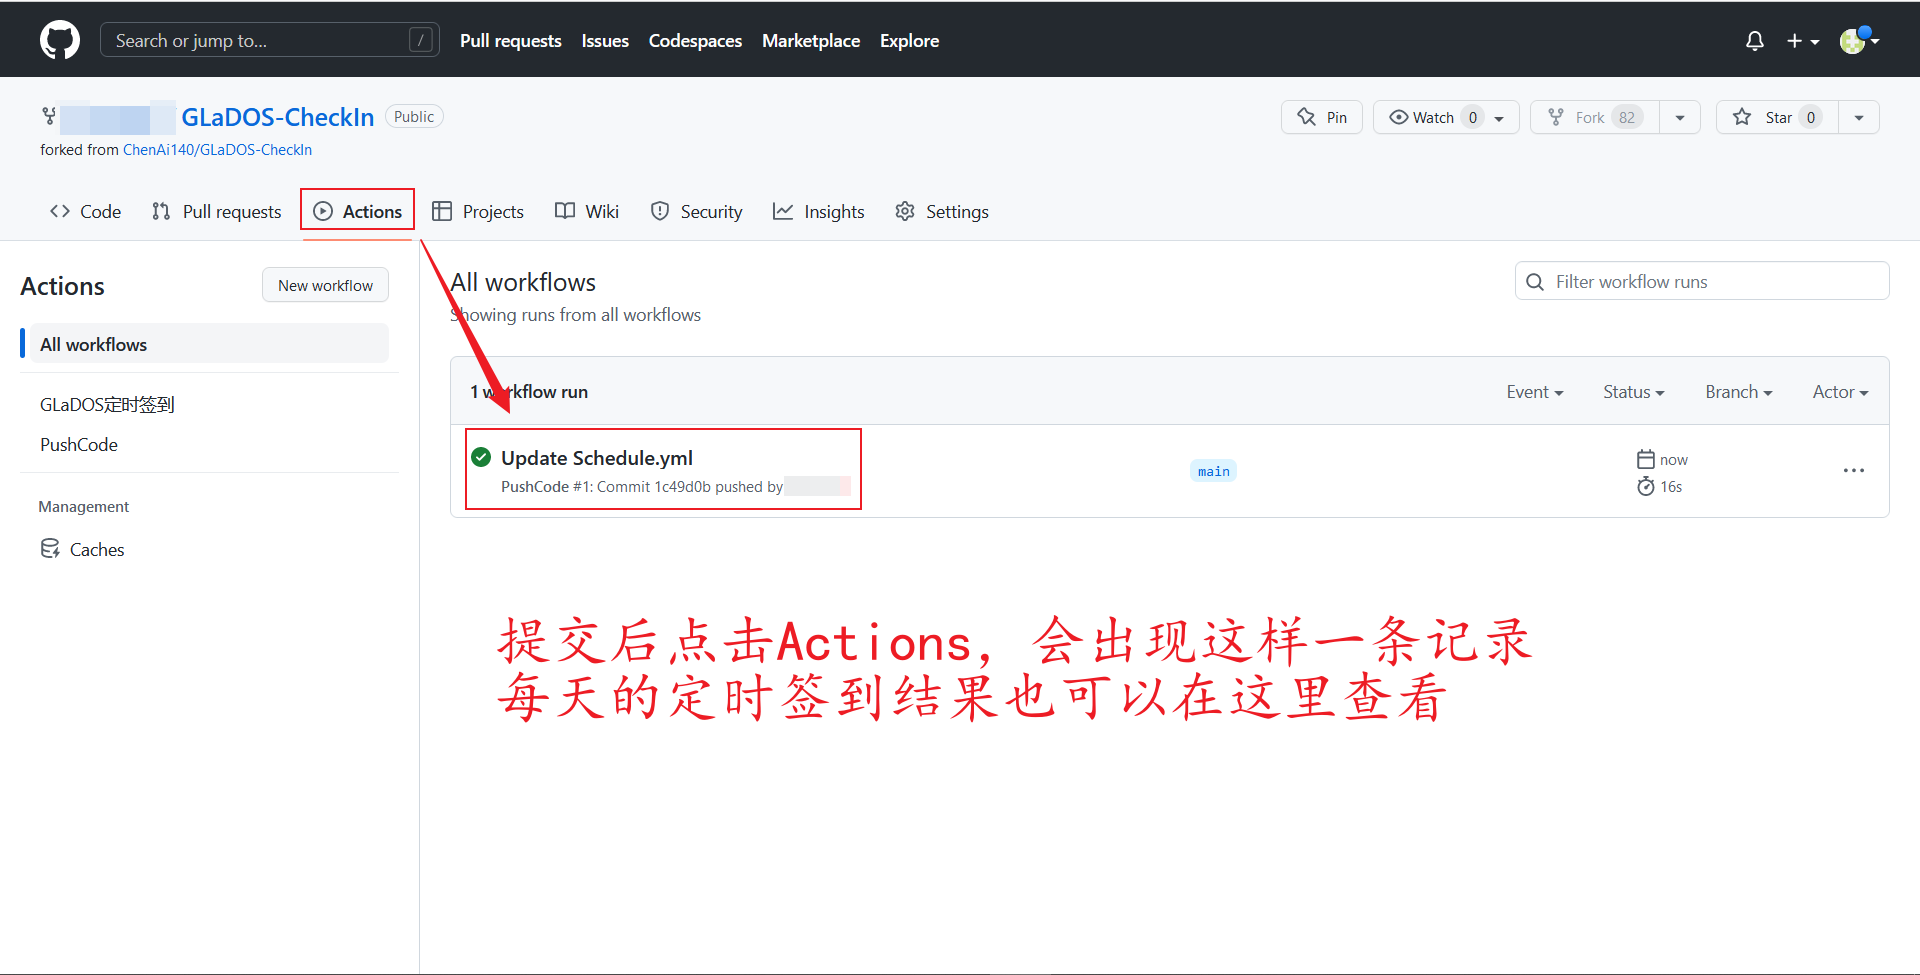 Search or jump to...
/
Pull requests
Issues
Codespaces
Marketplace
Explore
GLaDOS-CheckIn
Public
forked from ChenAi140/GLaDOS-CheckIn
Pin
Watch 0
Fork 82
Star 0
Code
Pull requests
Actions
Projects
Wiki
Security
Insights
Settings
Actions
New workflow
All workflows
GLaDOS定时签到
PushCode
Management
Caches
All workflows
Showing runs from all workflows
Filter workflow runs
1 workflow run
Event
Status
Branch
Actor
Update Schedule.yml
PushCode #1: Commit 1c49d0b pushed by
main
now
16s
提交后点击Actions，会出现这样一条记录
每天的定时签到结果也可以在这里查看